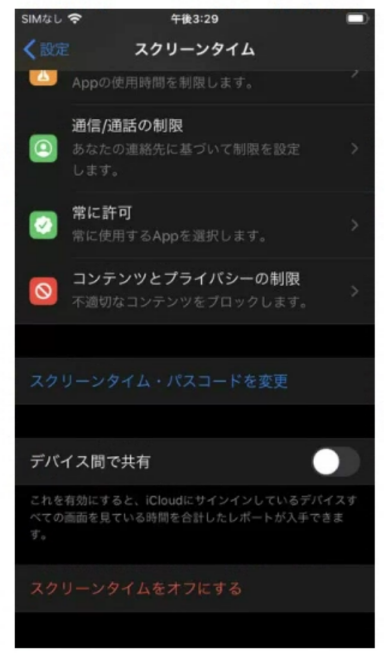 SIMなし 午後3:29
設定 スクリーンタイム
Appの使用時間を制限します。
通信/通話の制限
あなたの連絡先に基づいて制限を設定
します。
常に許可
常に使用するAppを選択します。
コンテンツとプライバシーの制限
不適切なコンテンツをブロックします。
スクリーンタイム・パスコードを変更
デバイス間で共有
これを有効にすると、iCloudにサインインしているデバイスす
べての画面を見ている時間を合計したレポートが入手できま
す。
スクリーンタイムをオフにする